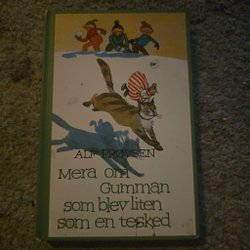 ALF PRØYSEN
Mera om
Gumman
som blev liten
som en tesked